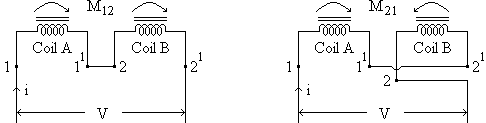 M12 M21
Coil A Coil B Coil A Coil B
1 1¹ 2 2¹ 1 1¹ 2¹
2
i i
V V